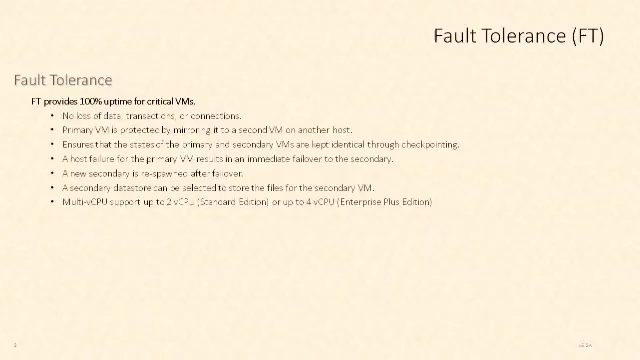 Fault Tolerance (FT)
Fault Tolerance
FT provides 100% uptime for critical VMs.
• No loss of data, transactions, or connections.
• Primary VM is protected by mirroring it to a second VM on another host.
• Ensures that the states of the primary and secondary VMs are kept identical through checkpointing.
• A host failure for the primary VM results in an immediate failover to the secondary.
• A new secondary is re-spawned after failover.
• A secondary datastore can be selected to store the files for the secondary VM.
• Multi-vCPU support up to 2 vCPU (Standard Edition) or up to 4 vCPU (Enterprise Plus Edition)